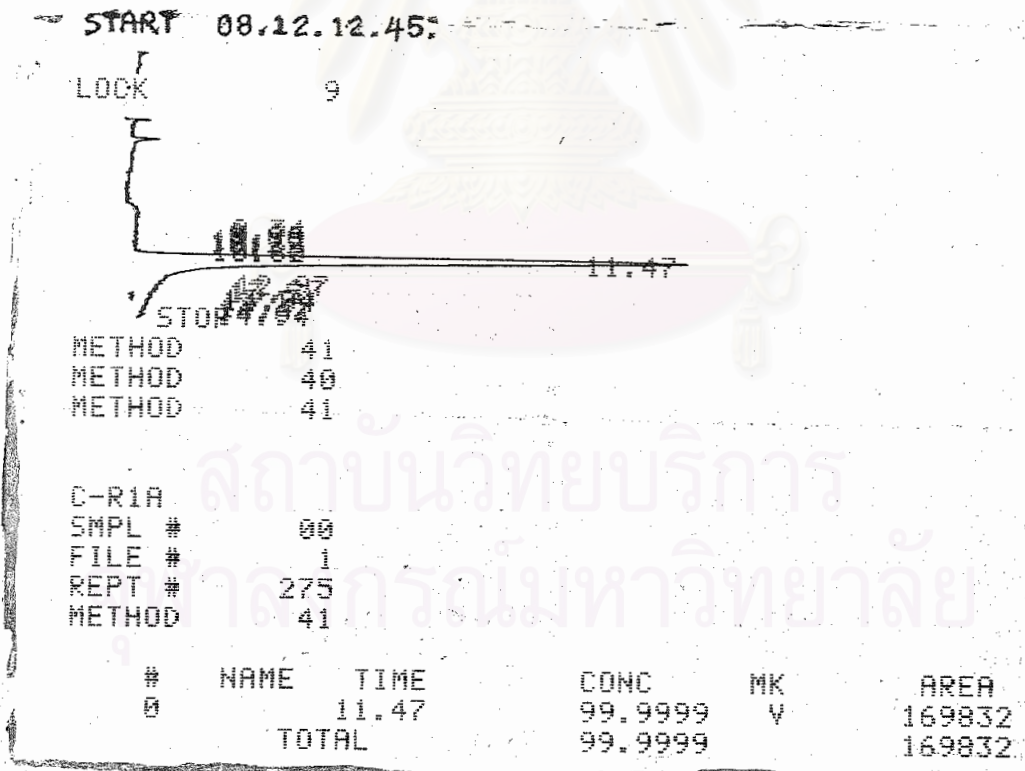 START 08.12.12.45.
LOCK 9
11.47
STOP
METHOD 41
METHOD 40
METHOD 41
สถาบันวิทยบริการ
C-R1A
SMPL # 00
FILE # 1
REPT # 275
จุฬาลงกรณ์มหาวิทยาลัย
METHOD 41
# NAME TIME CONC MK AREA
0 11.47 99.9999 V 169832
TOTAL 99.9999 169832